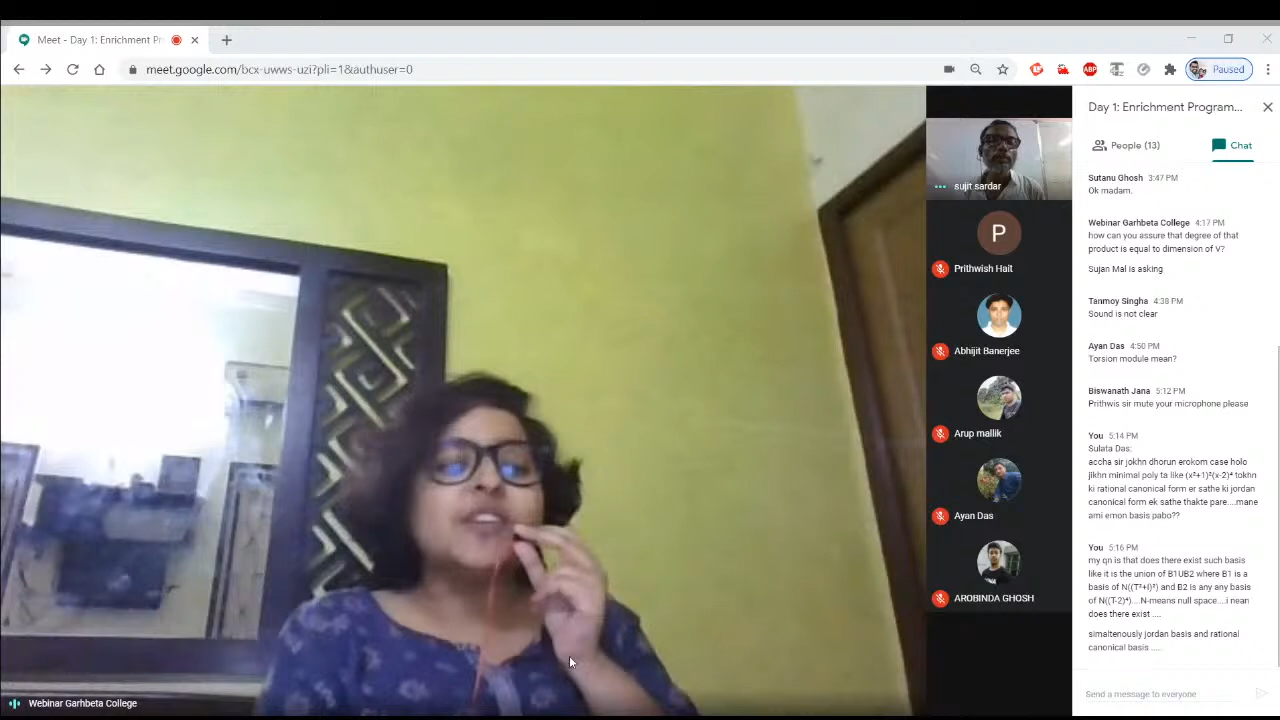 Meet - Day 1: Enrichment Pr
meet.google.com/bcx-uwws-uzi?pli=1&authuser=0
ABP
Paused
Day 1: Enrichment Program...
People (13)
Chat
Sutanu Ghosh 3:47 PM
Ok madam.
Webinar Garhbeta College 4:17 PM
how can you assure that degree of that
product is equal to dimension of V?
Sujan Mal is asking
Tanmoy Singha 4:38 PM
Sound is not clear
Ayan Das 4:50 PM
Torsion module mean?
Biswanath Jana 5:12 PM
Prithwis sir mute your microphone please
You 5:14 PM
Sulata Das:
accha sir jokhn dhorun erokom case holo
jikhn minimal poly ta like (x²+1)²(x-2)⁴ tokhn
ki rational canonical form er sathe ki jordan
canonical form ek sathe thakte pare....mane
ami emon basis pabo??
You 5:16 PM
my qn is that does there exist such basis
like it is the union of B1UB2 where B1 is a
basis of N((T²+I)²) and B2 is any any basis
of N((T-2)⁴)....N-means null space....i nean
does there exist ....
simaltenously jordan basis and rational
canonical basis .....
Send a message to everyone
sujit sardar
P
Prithwish Hait
Abhijit Banerjee
Arup mallik
Ayan Das
AROBINDA GHOSH
Webinar Garhbeta College